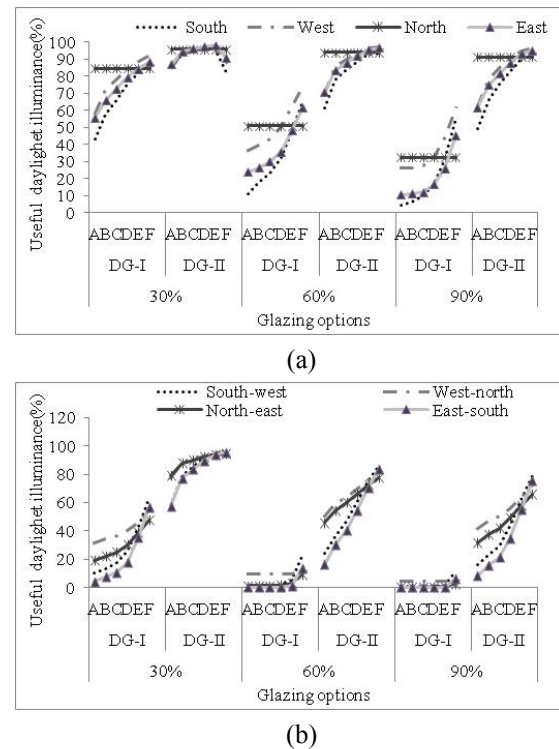 (a)
South West North East
Useful daylighet illuminance(%)
100
90
80
70
60
50
40
30
20
10
0
ABCDEF ABCDEF ABCDEF ABCDEF ABCDEF ABCDEF
DG-I DG-II DG-I DG-II DG-I DG-II
30% 60% 90%
Glazing options
(a)
South-west West-north
North-east East-south
Useful daylighet illuminance(%)
120
100
80
60
40
20
0
ABCDEF ABCDEF ABCDEF ABCDEF ABCDEF ABCDEF
DG-I DG-II DG-I DG-II DG-I DG-II
30% 60% 90%
Glazing options
(b)